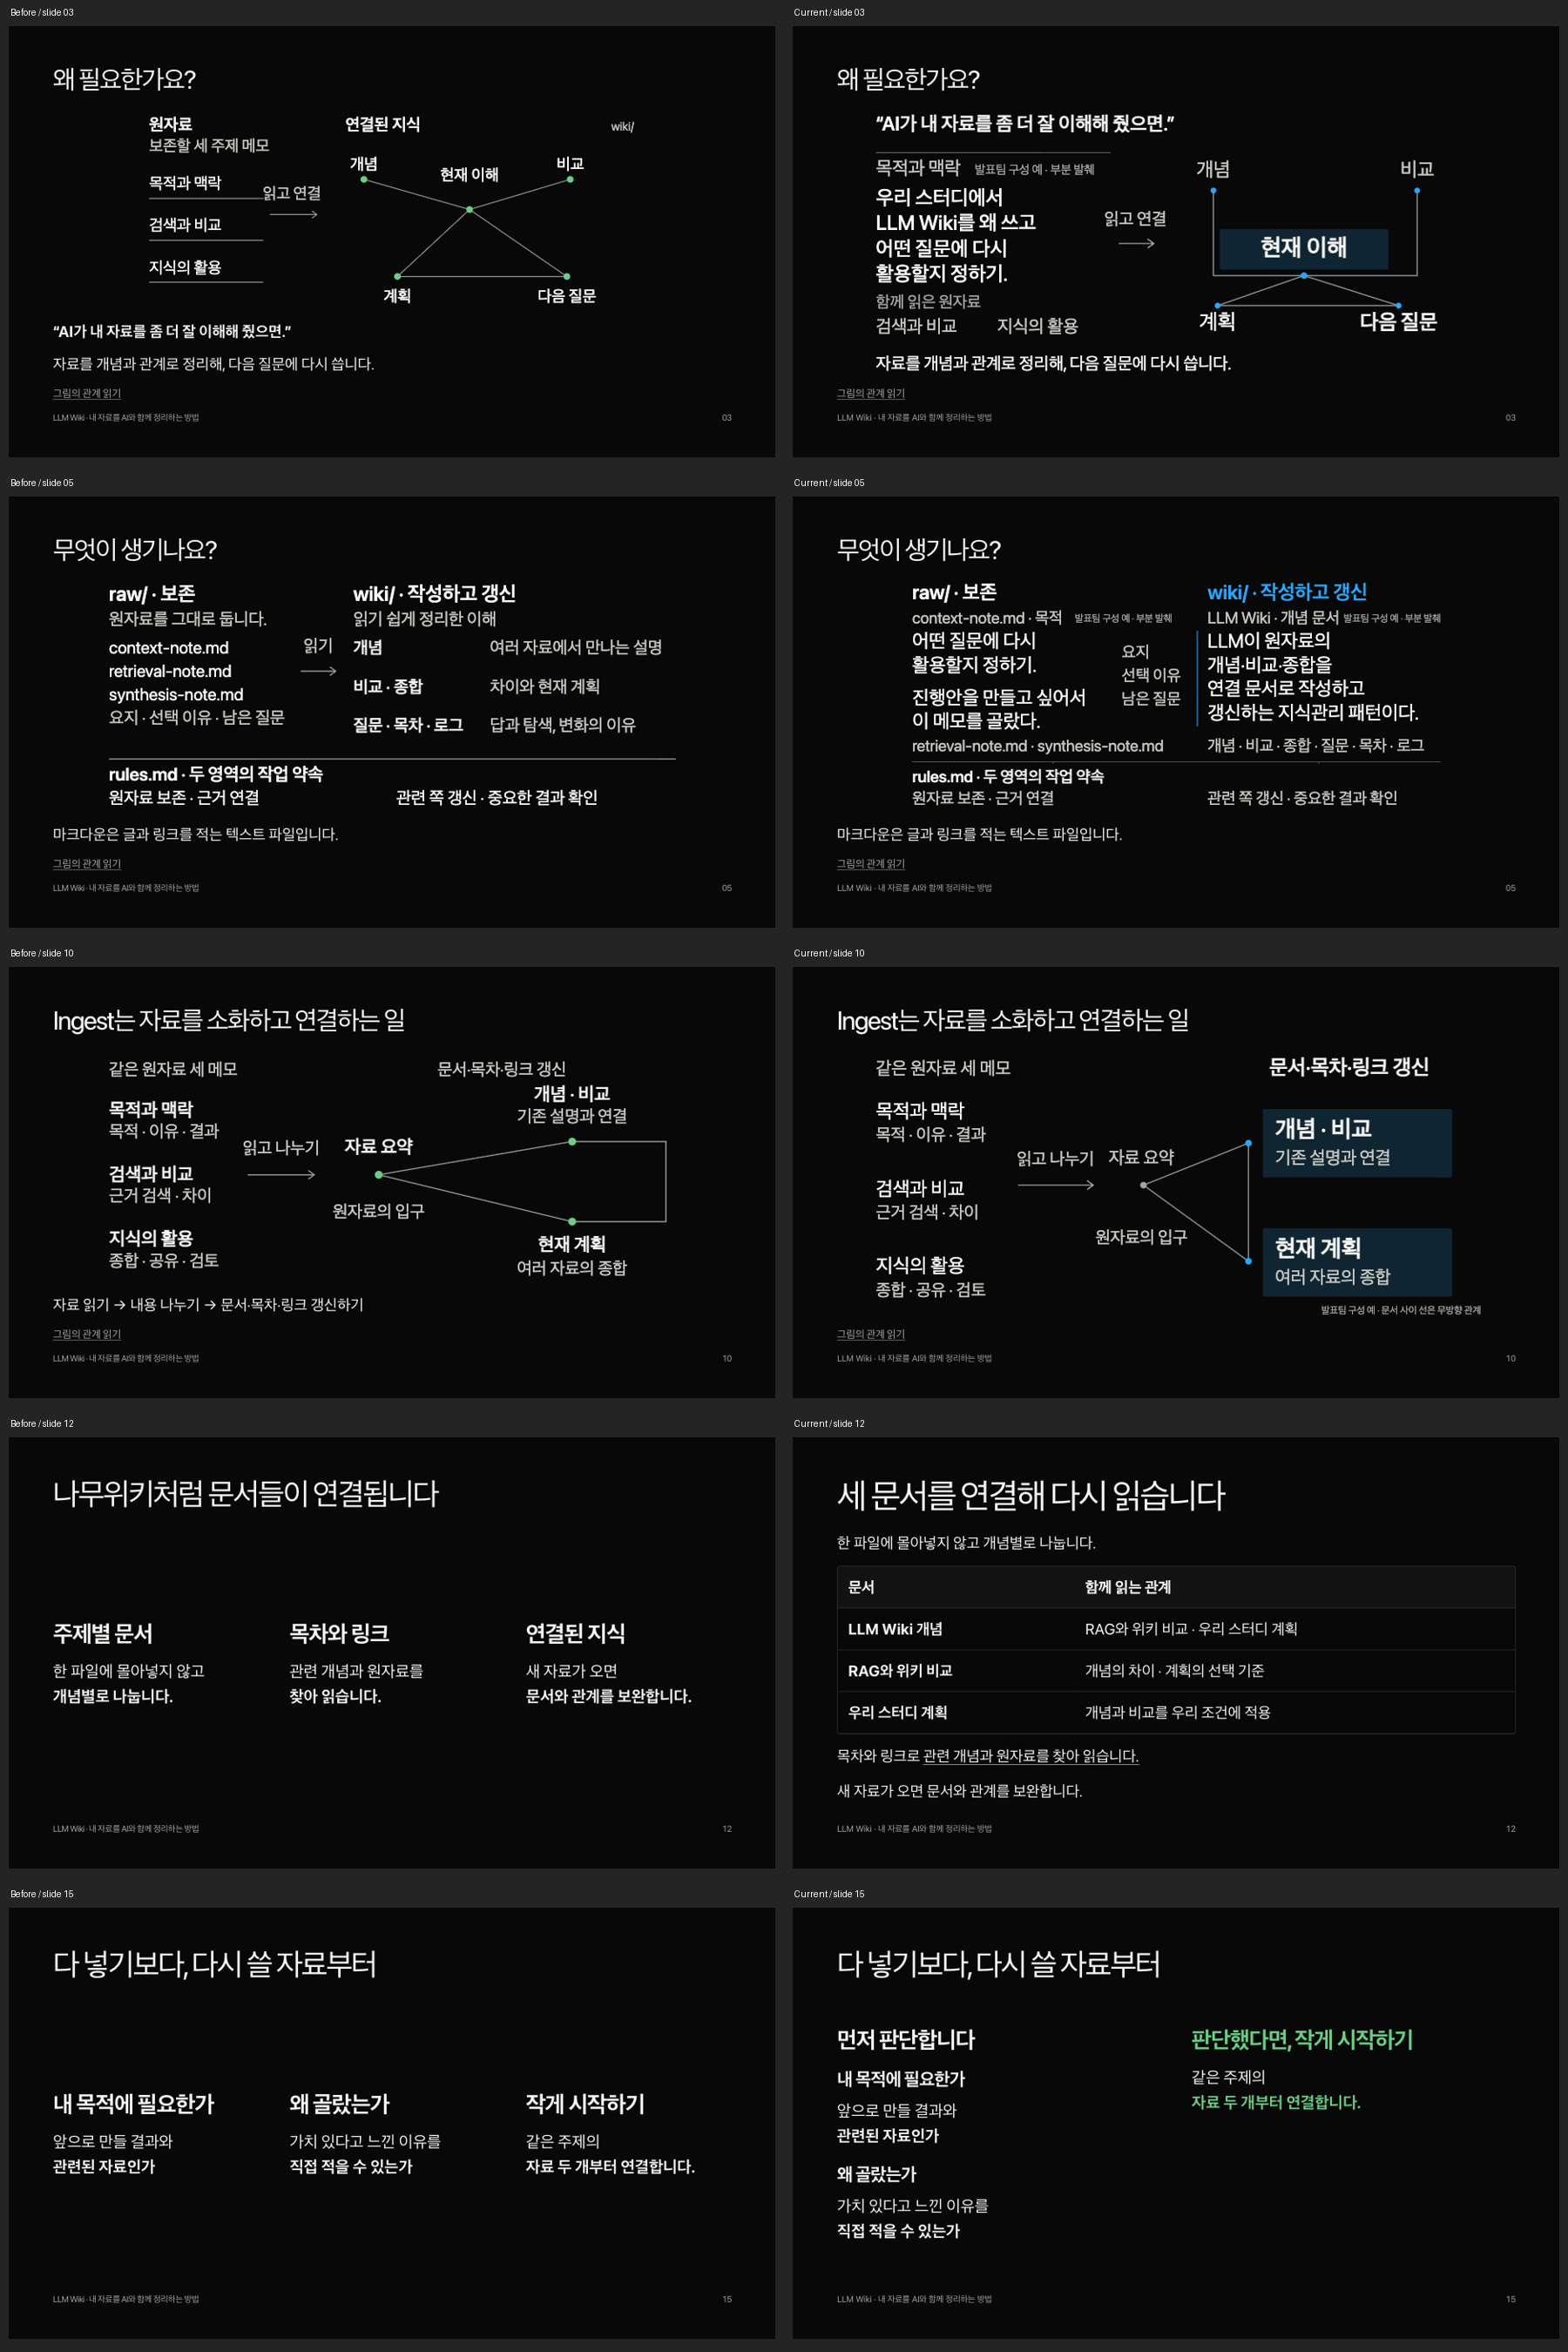 Before / slide 03
왜 필요한가요?
원자료
보존할 세 주제 메모
목적과 맥락
검색과 비교
지식의 활용
읽고 연결
연결된 지식
wiki/
개념
현재 이해
비교
계획
다음 질문
“AI가 내 자료를 좀 더 잘 이해해 줬으면.”
자료를 개념과 관계로 정리해, 다음 질문에 다시 씁니다.
그림의 관계 읽기
LLM Wiki · 내 자료를 AI와 함께 정리하는 방법
03
Current / slide 03
왜 필요한가요?
“AI가 내 자료를 좀 더 잘 이해해 줬으면.”
목적과 맥락
발표팀 구성 예 · 부분 발췌
우리 스터디에서
LLM Wiki를 왜 쓰고
어떤 질문에 다시
활용할지 정하기.
함께 읽은 원자료
검색과 비교
지식의 활용
읽고 연결
개념
비교
현재 이해
계획
다음 질문
자료를 개념과 관계로 정리해, 다음 질문에 다시 씁니다.
그림의 관계 읽기
LLM Wiki · 내 자료를 AI와 함께 정리하는 방법
03
Before / slide 05
무엇이 생기나요?
raw/ · 보존
원자료를 그대로 둡니다.
context-note.md
retrieval-note.md
synthesis-note.md
요지 · 선택 이유 · 남은 질문
읽기
wiki/ · 작성하고 갱신
읽기 쉽게 정리한 이해
개념
여러 자료에서 만나는 설명
비교 · 종합
차이와 현재 계획
질문 · 목차 · 로그
답과 탐색, 변화의 이유
rules.md · 두 영역의 작업 약속
원자료 보존 · 근거 연결
관련 쪽 갱신 · 중요한 결과 확인
마크다운은 글과 링크를 적는 텍스트 파일입니다.
그림의 관계 읽기
LLM Wiki · 내 자료를 AI와 함께 정리하는 방법
05
Current / slide 05
무엇이 생기나요?
raw/ · 보존
context-note.md · 목적
발표팀 구성 예 · 부분 발췌
어떤 질문에 다시
활용할지 정하기.
진행안을 만들고 싶어서
이 메모를 골랐다.
retrieval-note.md · synthesis-note.md
요지
선택 이유
남은 질문
wiki/ · 작성하고 갱신
LLM Wiki · 개념 문서
발표팀 구성 예 · 부분 발췌
LLM이 원자료의
개념·비교·종합을
연결 문서로 작성하고
갱신하는 지식관리 패턴이다.
개념 · 비교 · 종합 · 질문 · 목차 · 로그
rules.md · 두 영역의 작업 약속
원자료 보존 · 근거 연결
관련 쪽 갱신 · 중요한 결과 확인
마크다운은 글과 링크를 적는 텍스트 파일입니다.
그림의 관계 읽기
LLM Wiki · 내 자료를 AI와 함께 정리하는 방법
05
Before / slide 10
Ingest는 자료를 소화하고 연결하는 일
같은 원자료 세 메모
목적과 맥락
목적 · 이유 · 결과
검색과 비교
근거 검색 · 차이
지식의 활용
종합 · 공유 · 검토
읽고 나누기
자료 요약
원자료의 입구
문서·목차·링크 갱신
개념 · 비교
기존 설명과 연결
현재 계획
여러 자료의 종합
자료 읽기 → 내용 나누기 → 문서·목차·링크 갱신하기
그림의 관계 읽기
LLM Wiki · 내 자료를 AI와 함께 정리하는 방법
10
Current / slide 10
Ingest는 자료를 소화하고 연결하는 일
같은 원자료 세 메모
목적과 맥락
목적 · 이유 · 결과
검색과 비교
근거 검색 · 차이
지식의 활용
종합 · 공유 · 검토
읽고 나누기
자료 요약
원자료의 입구
문서·목차·링크 갱신
개념 · 비교
기존 설명과 연결
현재 계획
여러 자료의 종합
발표팀 구성 예 · 문서 사이 선은 무방향 관계
그림의 관계 읽기
LLM Wiki · 내 자료를 AI와 함께 정리하는 방법
10
Before / slide 12
나무위키처럼 문서들이 연결됩니다
주제별 문서
한 파일에 몰아넣지 않고
개념별로 나눕니다.
목차와 링크
관련 개념과 원자료를
찾아 읽습니다.
연결된 지식
새 자료가 오면
문서와 관계를 보완합니다.
LLM Wiki · 내 자료를 AI와 함께 정리하는 방법
12
Current / slide 12
세 문서를 연결해 다시 읽습니다
한 파일에 몰아넣지 않고 개념별로 나눕니다.
문서
함께 읽는 관계
LLM Wiki 개념
RAG와 위키 비교 · 우리 스터디 계획
RAG와 위키 비교
개념의 차이 · 계획의 선택 기준
우리 스터디 계획
개념과 비교를 우리 조건에 적용
목차와 링크로 관련 개념과 원자료를 찾아 읽습니다.
새 자료가 오면 문서와 관계를 보완합니다.
LLM Wiki · 내 자료를 AI와 함께 정리하는 방법
12
Before / slide 15
다 넣기보다, 다시 쓸 자료부터
내 목적에 필요한가
앞으로 만들 결과와
관련된 자료인가
왜 골랐는가
가치 있다고 느낀 이유를
직접 적을 수 있는가
작게 시작하기
같은 주제의
자료 두 개부터 연결합니다.
LLM Wiki · 내 자료를 AI와 함께 정리하는 방법
15
Current / slide 15
다 넣기보다, 다시 쓸 자료부터
먼저 판단합니다
내 목적에 필요한가
앞으로 만들 결과와
관련된 자료인가
왜 골랐는가
가치 있다고 느낀 이유를
직접 적을 수 있는가
판단했다면, 작게 시작하기
같은 주제의
자료 두 개부터 연결합니다.
LLM Wiki · 내 자료를 AI와 함께 정리하는 방법
15